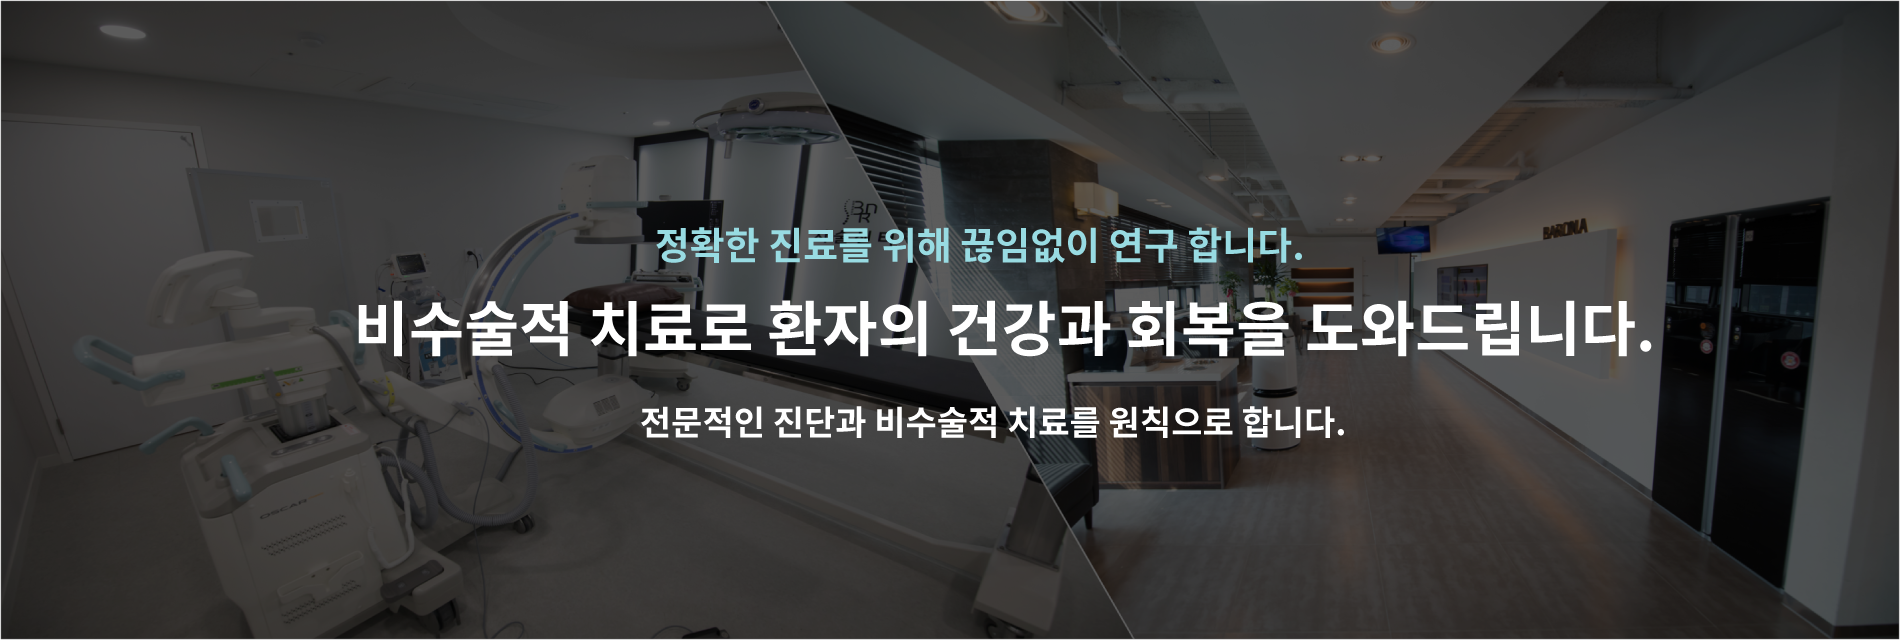 정확한 진료를 위해 끊임없이 연구 합니다.
비수술적 치료로 환자의 건강과 회복을 도와드립니다.
전문적인 진단과 비수술적 치료를 원칙으로 합니다.
BARONA
OSCAR